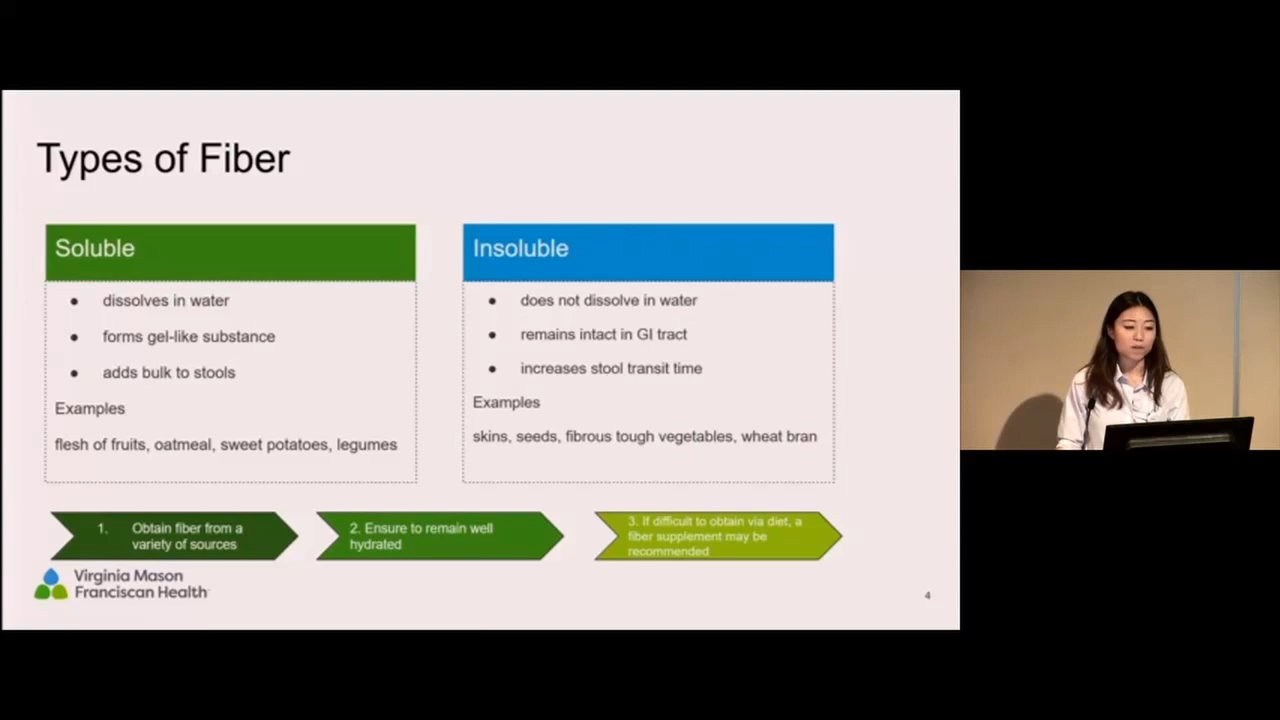 Types of Fiber
Soluble
● dissolves in water
● forms gel-like substance
● adds bulk to stools
Examples
flesh of fruits, oatmeal, sweet potatoes, legumes
Insoluble
● does not dissolve in water
● remains intact in GI tract
● increases stool transit time
Examples
skins, seeds, fibrous tough vegetables, wheat bran
1. Obtain fiber from a
variety of sources
2. Ensure to remain well
hydrated
3. If difficult to obtain via diet, a
fiber supplement may be
recommended
Virginia Mason
Franciscan Health
4